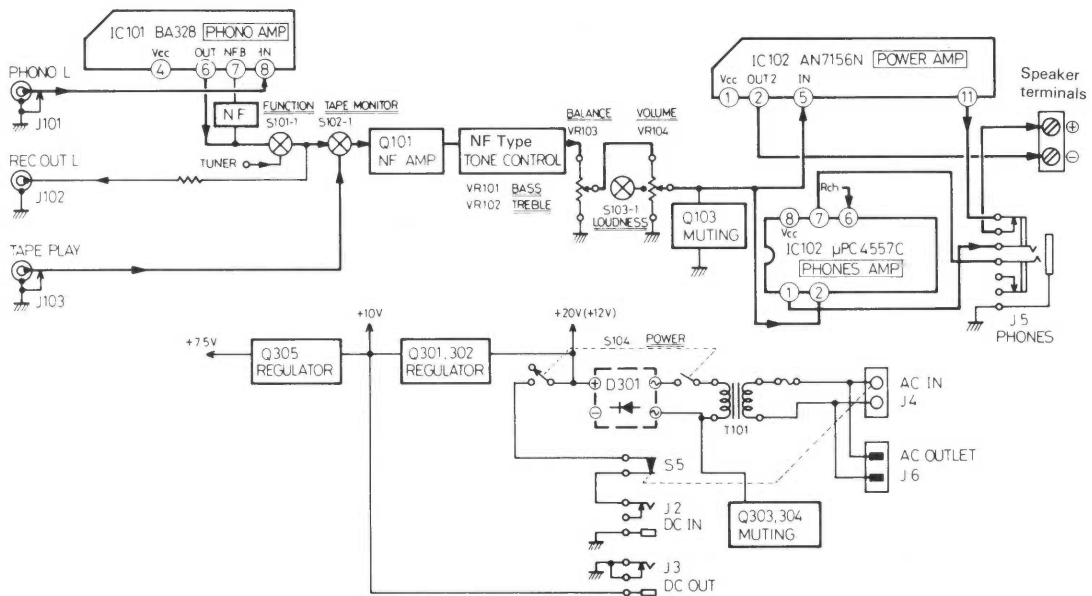 IC101 BA328 PHONO AMP
Vcc OUT NFB IN
4 6 7 8
PHONO L
J101
NF
FUNCTION
S101-1
TAPE MONITOR
S102-1
TUNER
REC OUT L
J102
TAPE PLAY
J103
Q101
NF AMP
NF Type
TONE CONTROL
VR101 BASS
VR102 TREBLE
BALANCE
VR103
VOLUME
VR104
S103-1
LOUDNESS
Q103
MUTING
IC102 AN7156N POWER AMP
Vcc OUT 2 IN
1 2 5 11
Speaker
terminals
+
−
Rch
8 7 6
Vcc
IC102 μPC4557C
PHONES AMP
1 2
J5
PHONES
+7.5V
Q305
REGULATOR
+10V
Q301,302
REGULATOR
+20V(+12V)
S104 POWER
+ D301 ~
− ~
T101
AC IN
J4
AC OUTLET
J6
S5
J2
DC IN
Q303,304
MUTING
J3
DC OUT